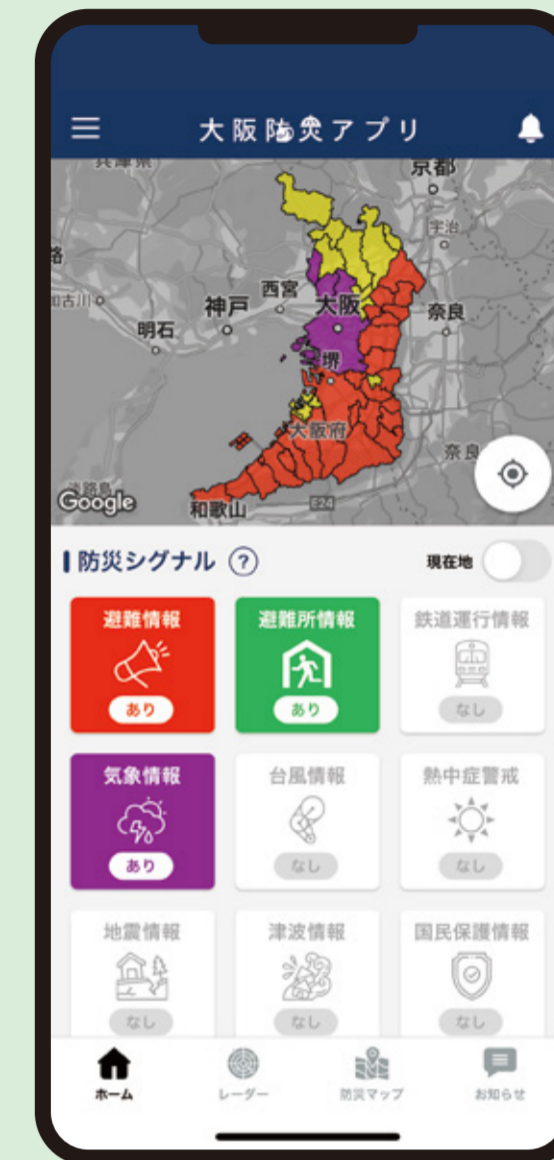 大阪防災アプリ
兵庫県
京都
宇治
路
加古川
西宮
神戸
大阪
奈良
明石
堺
大阪府
奈良
淡路島
Google
和歌山
E24
防災シグナル ?
現在地
避難情報 避難所情報 鉄道運行情報
あり あり なし
気象情報 台風情報 熱中症警戒
あり なし なし
地震情報 津波情報 国民保護情報
なし なし なし
ホーム レーダー 防災マップ お知らせ